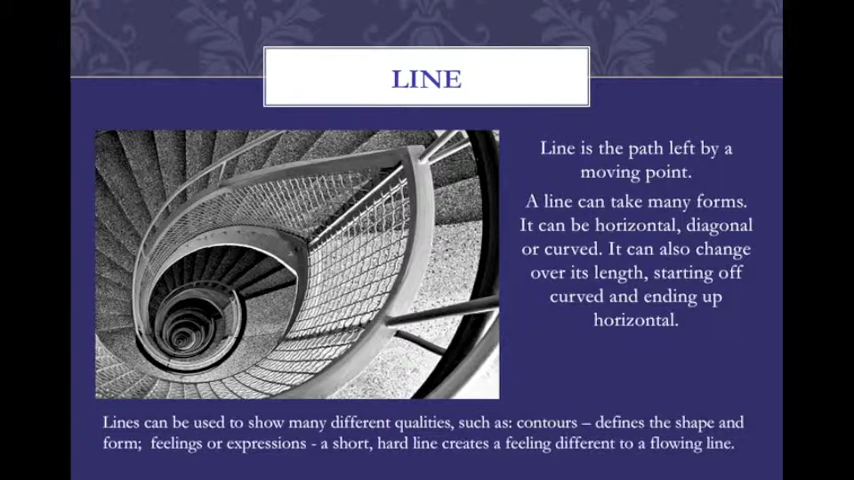 LINE
Line is the path left by a
moving point.
A line can take many forms.
It can be horizontal, diagonal
or curved. It can also change
over its length, starting off
curved and ending up
horizontal.
Lines can be used to show many different qualities, such as: contours – defines the shape and
form;  feelings or expressions - a short, hard line creates a feeling different to a flowing line.